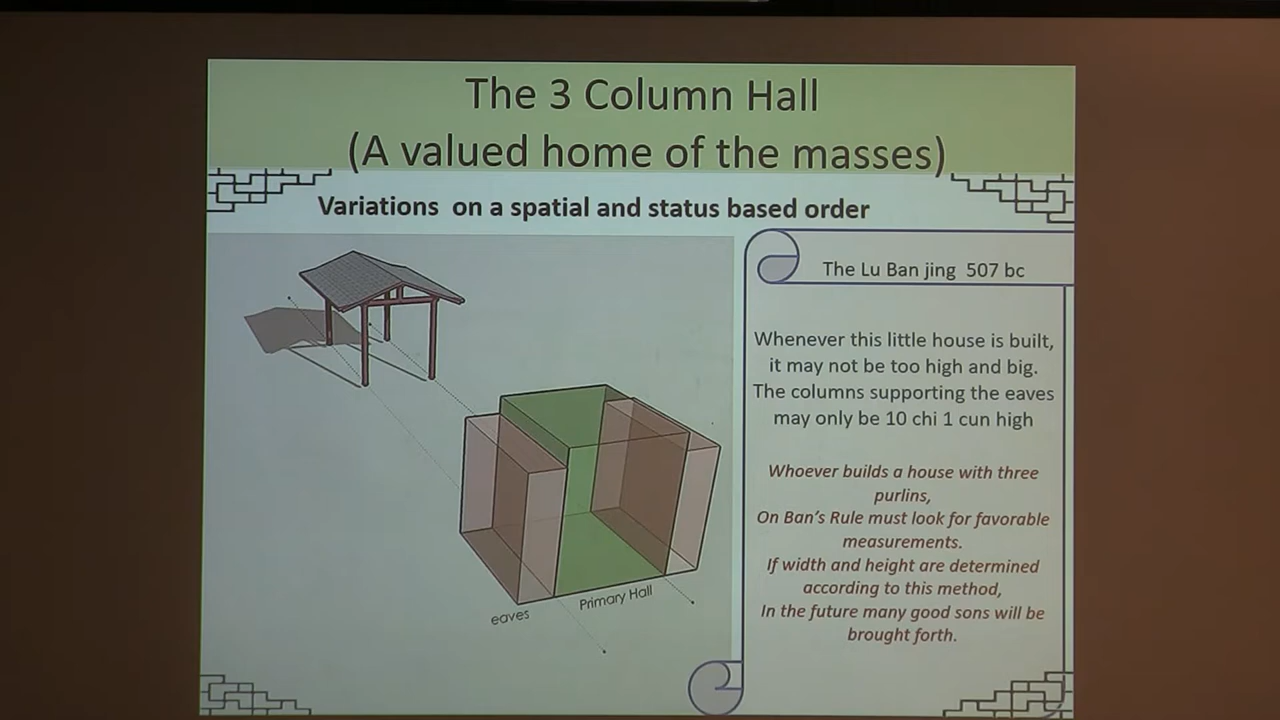 The 3 Column Hall
(A valued home of the masses)
Variations on a spatial and status based order
eaves
Primary Hall
The Lu Ban jing 507 bc
Whenever this little house is built,
it may not be too high and big.
The columns supporting the eaves
may only be 10 chi 1 cun high
Whoever builds a house with three
purlins,
On Ban's Rule must look for favorable
measurements.
If width and height are determined
according to this method,
In the future many good sons will be
brought forth.